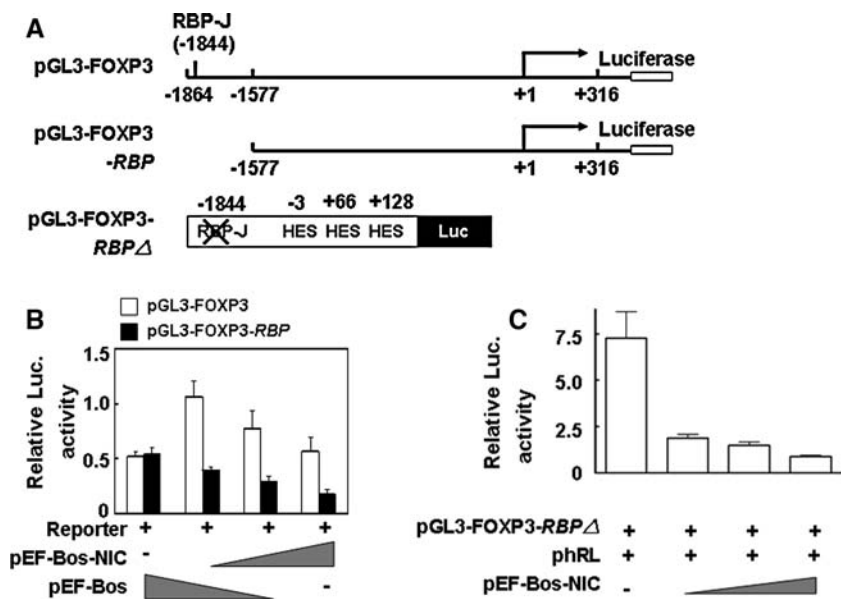 A
RBP-J
(-1844)
pGL3-FOXP3
Luciferase
-1864
-1577
+1
+316
pGL3-FOXP3
-RBP
Luciferase
-1577
+1
+316
pGL3-FOXP3-
RBPΔ
-1844
-3
+66
+128
RBP-J
HES
HES
HES
Luc
B
pGL3-FOXP3
pGL3-FOXP3-RBP
Relative Luc.
activity
1.5
1.0
0.5
0
Reporter
+
+
+
+
pEF-Bos-NIC
-
pEF-Bos
-
C
Relative Luc.
activity
7.5
5.0
2.5
0
pGL3-FOXP3-RBPΔ
+
+
+
+
phRL
+
+
+
+
pEF-Bos-NIC
-